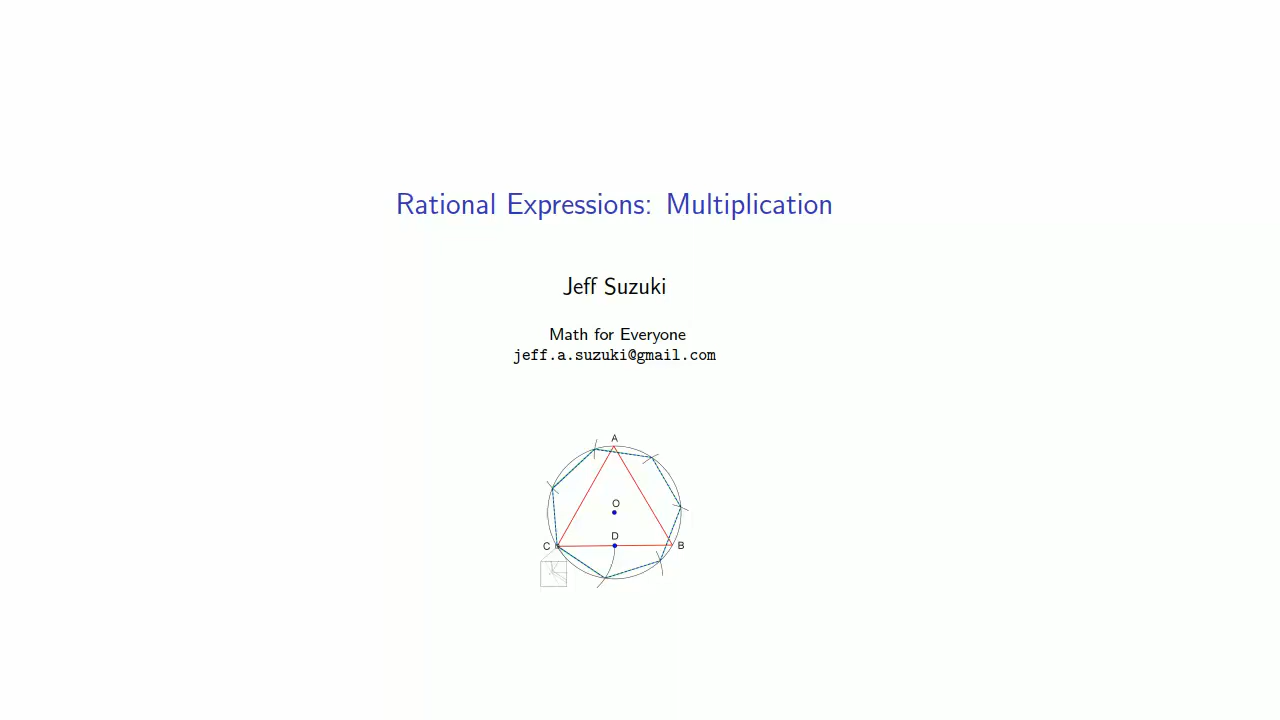 Rational Expressions: Multiplication
Jeff Suzuki
Math for Everyone
jeff.a.suzuki@gmail.com
A
O
D
C
B